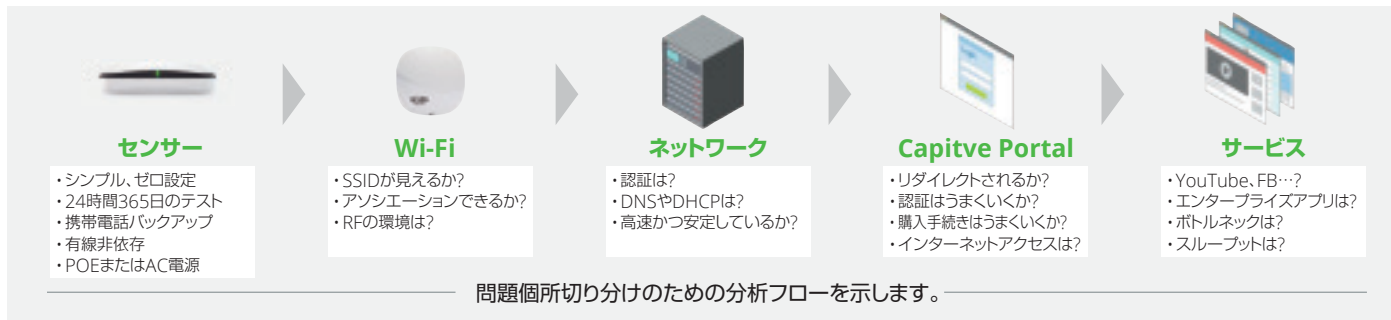 センサー
・シンプル、ゼロ設定
・24時間365日のテスト
・携帯電話バックアップ
・有線非依存
・POEまたはAC電源
Wi-Fi
・SSIDが見えるか?
・アソシエーションできるか?
・RFの環境は?
ネットワーク
・認証は?
・DNSやDHCPは?
・高速かつ安定しているか?
Capitve Portal
・リダイレクトされるか?
・認証はうまくいくか?
・購入手続きはうまくいくか?
・インターネットアクセスは?
サービス
・YouTube、FB…?
・エンタープライズアプリは?
・ボトルネックは?
・スループットは?
問題個所切り分けのための分析フローを示します。